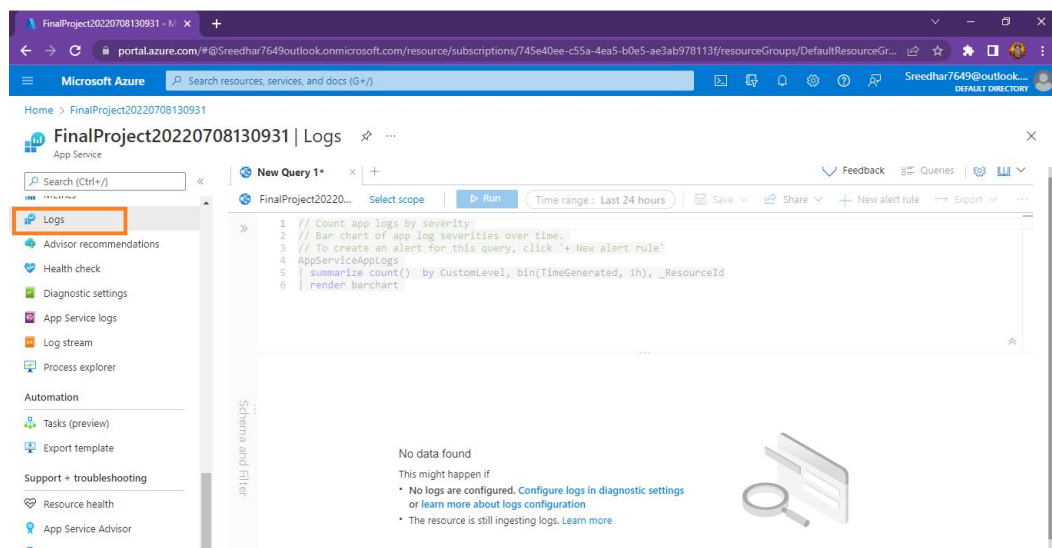 FinalProject20220708130931 - M
portal.azure.com/#@Sreedhar7649outlook.onmicrosoft.com/resource/subscriptions/745e40ee-c55a-4ea5-b0e5-ae3ab978113f/resourceGroups/DefaultResourceGr...
Microsoft Azure
Search resources, services, and docs (G+/)
Sreedhar7649@outlook....
DEFAULT DIRECTORY
Home > FinalProject20220708130931
FinalProject20220708130931 | Logs
App Service
Search (Ctrl+/)
Metrics
Logs
Advisor recommendations
Health check
Diagnostic settings
App Service logs
Log stream
Process explorer
Automation
Tasks (preview)
Export template
Support + troubleshooting
Resource health
App Service Advisor
New Query 1*
Feedback
Queries
FinalProject20220...
Select scope
Run
Time range : Last 24 hours
Save
Share
New alert rule
Export
1 // Count app logs by severity
2 // Bar chart of app log severities over time.
3 // To create an alert for this query, click '+ New alert rule'
4 AppServiceAppLogs
5 | summarize count() by CustomLevel, bin(TimeGenerated, 1h), _ResourceId
6 | render barchart
Schema and Filter
No data found
This might happen if
• No logs are configured. Configure logs in diagnostic settings
or learn more about logs configuration
• The resource is still ingesting logs. Learn more